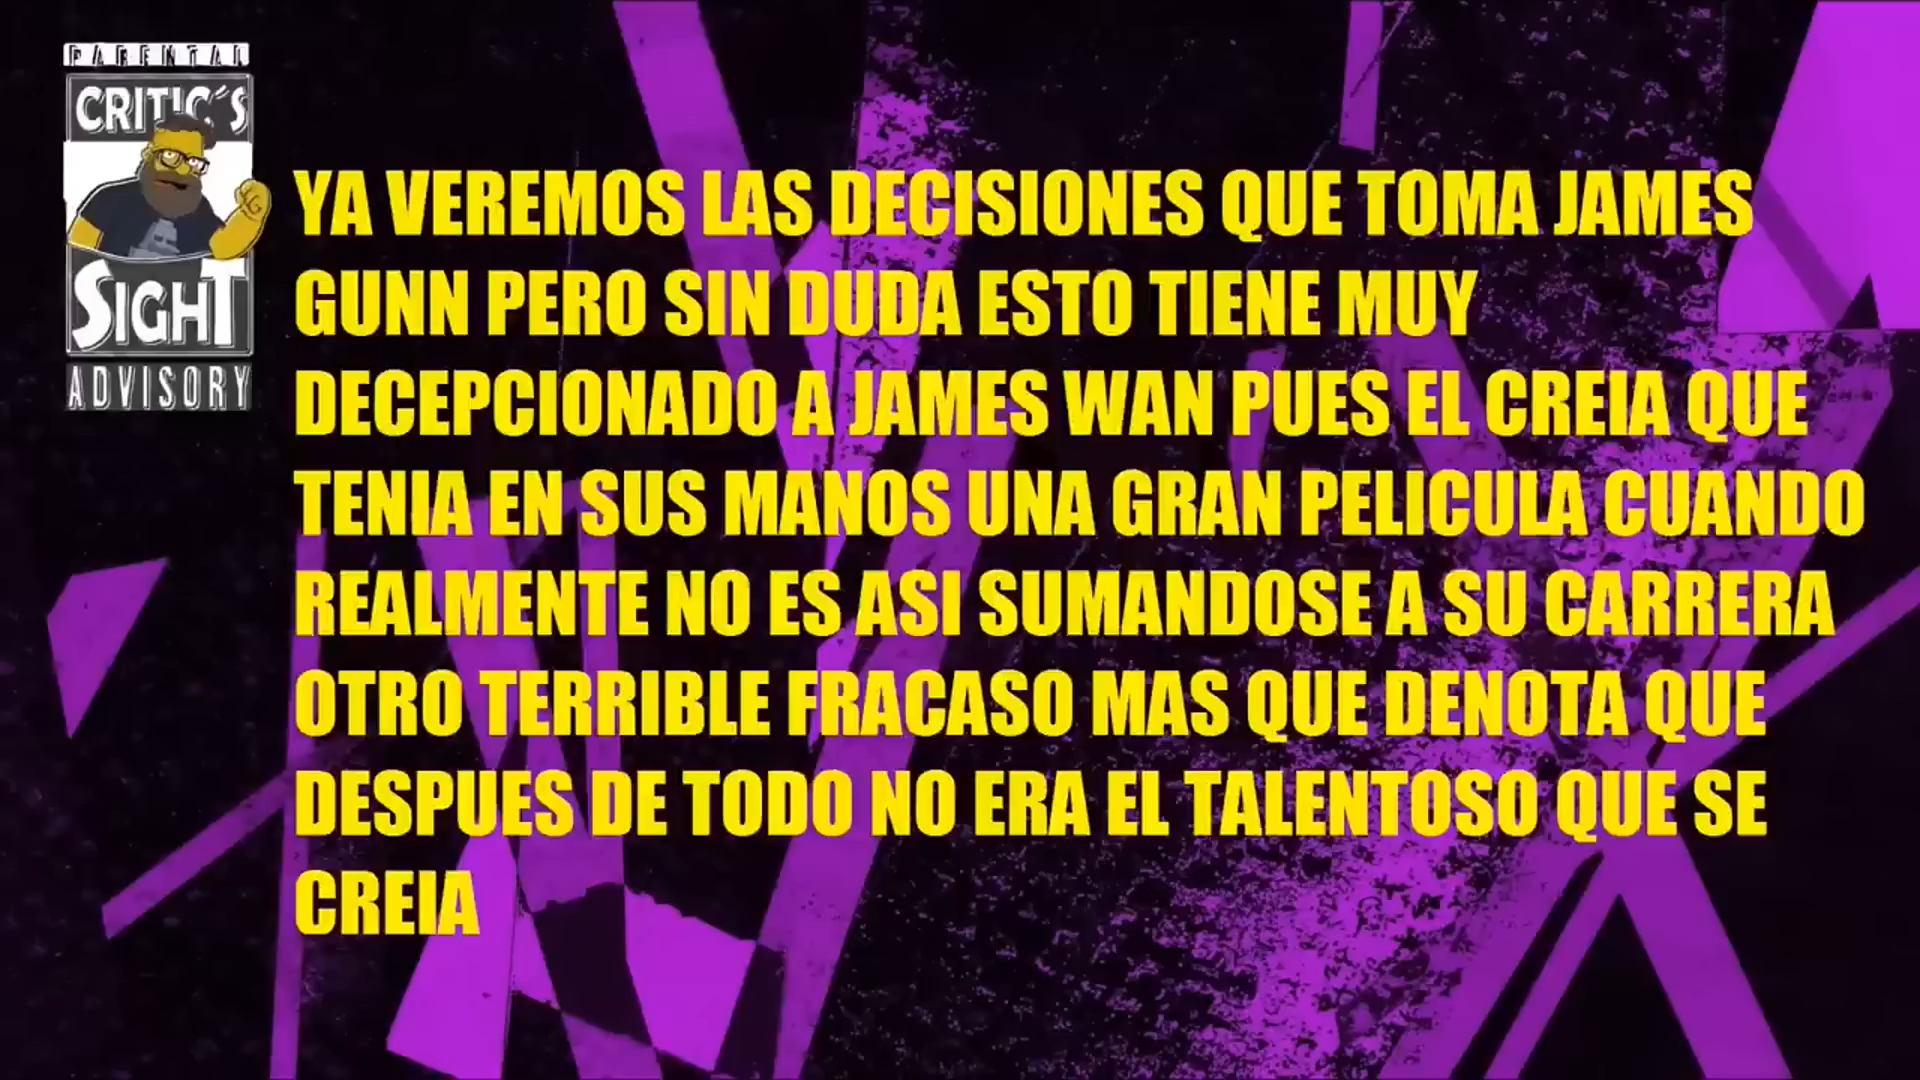 PARENTAL
CRITIC´S
SIGHT
ADVISORY
YA VEREMOS LAS DECISIONES QUE TOMA JAMES
GUNN PERO SIN DUDA ESTO TIENE MUY
DECEPCIONADO A JAMES WAN PUES EL CREIA QUE
TENIA EN SUS MANOS UNA GRAN PELICULA CUANDO
REALMENTE NO ES ASI SUMANDOSE A SU CARRERA
OTRO TERRIBLE FRACASO MAS QUE DENOTA QUE
DESPUES DE TODO NO ERA EL TALENTOSO QUE SE
CREIA